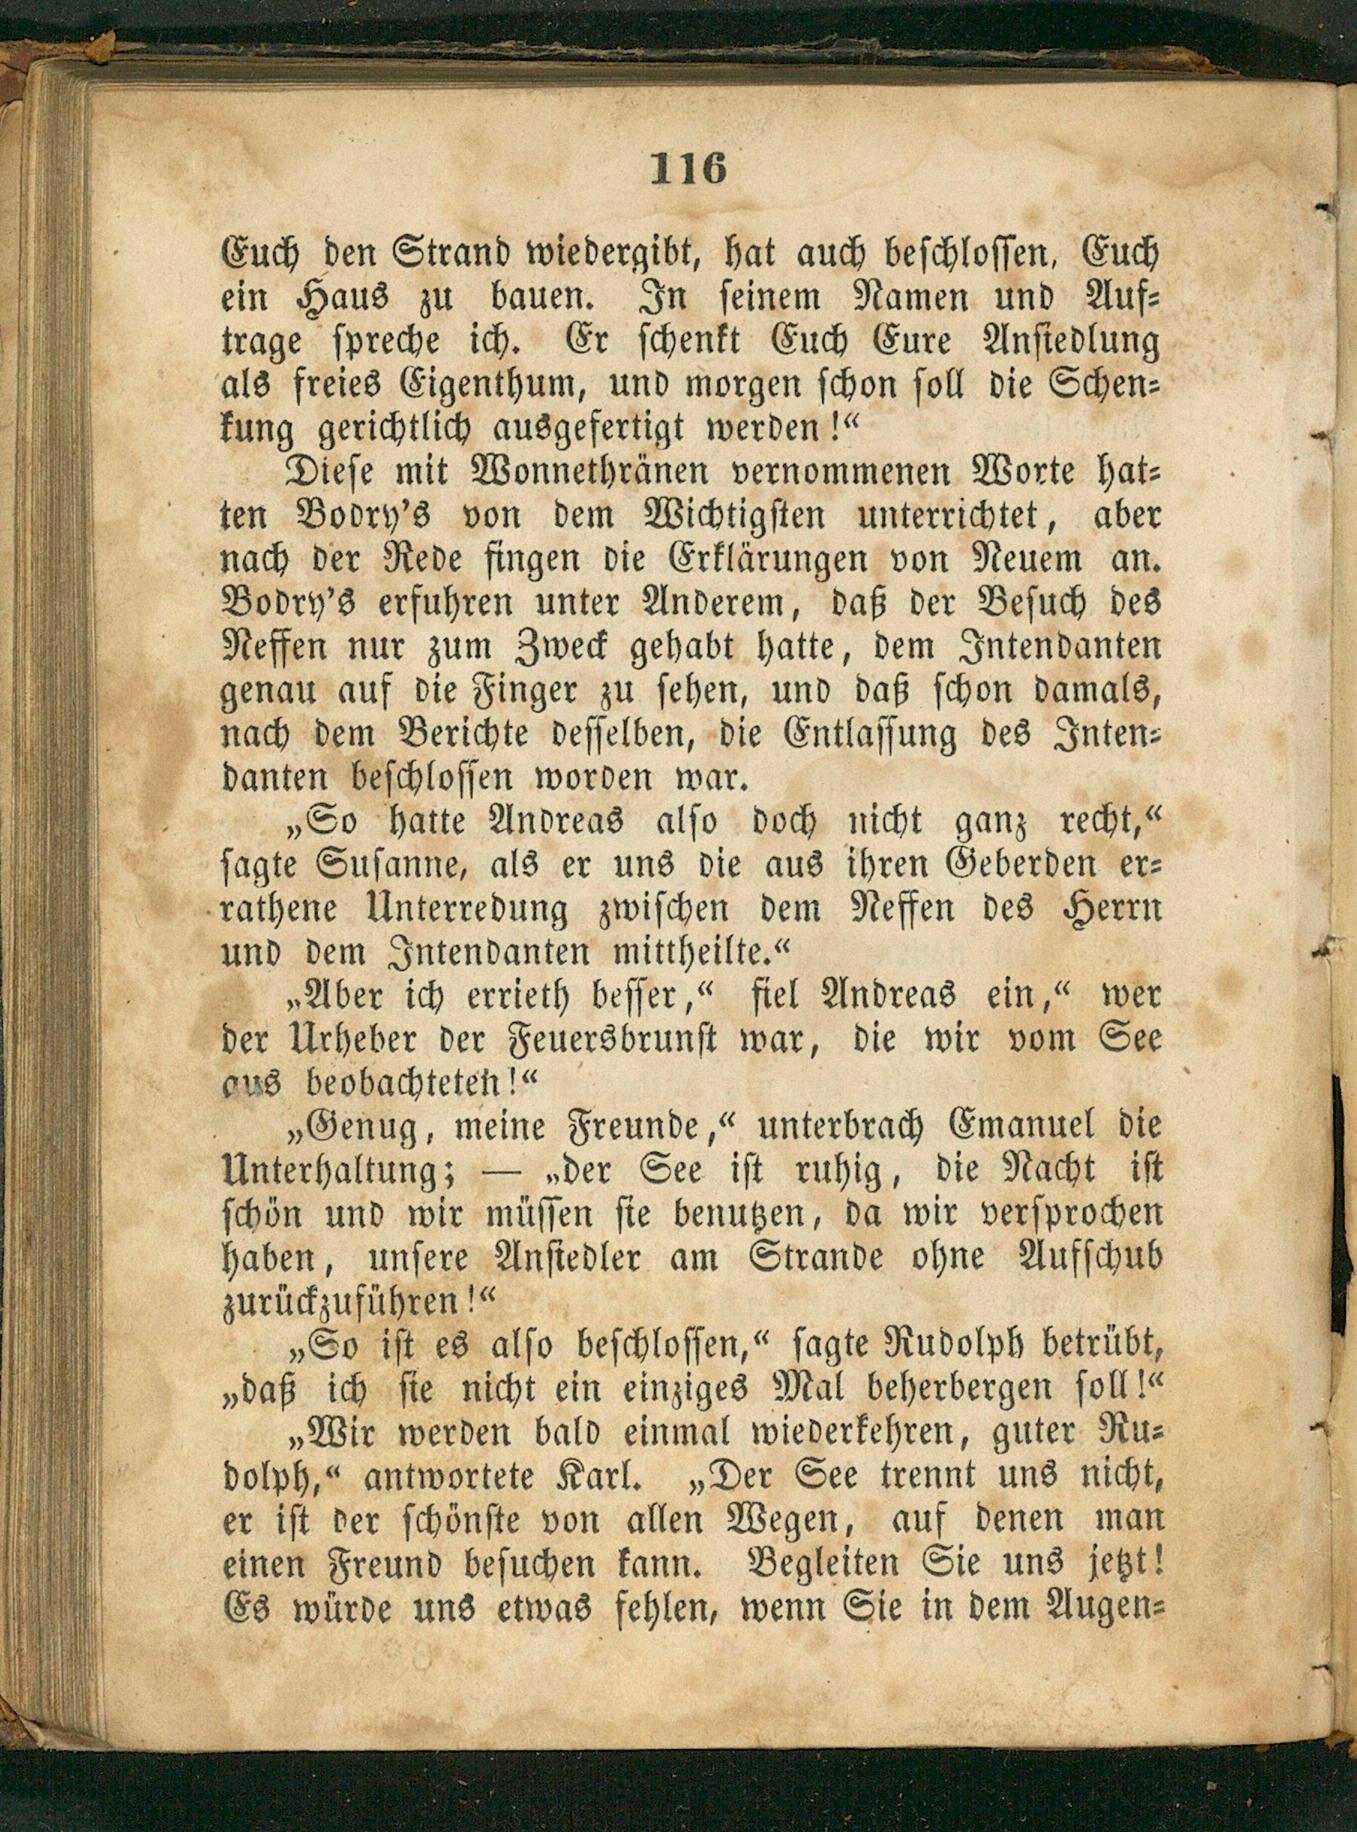 116
Euch den Strand wiedergibt, hat auch beschlossen, Euch
ein Haus zu bauen. In seinem Namen und Auf⸗
trage spreche ich. Er schenkt Euch Eure Ansiedlung
als freies Eigenthum, und morgen schon soll die Schen⸗
kung gerichtlich ausgefertigt werden!“
Diese mit Wonnethränen vernommenen Worte hat⸗
ten Bodry’s von dem Wichtigsten unterrichtet, aber
nach der Rede fingen die Erklärungen von Neuem an.
Bodry’s erfuhren unter Anderem, daß der Besuch des
Neffen nur zum Zweck gehabt hatte, dem Intendanten
genau auf die Finger zu sehen, und daß schon damals,
nach dem Berichte desselben, die Entlassung des Inten⸗
danten beschlossen worden war.
„So hatte Andreas also doch nicht ganz recht,“
sagte Susanne, als er uns die aus ihren Geberden er⸗
rathene Unterredung zwischen dem Neffen des Herrn
und dem Intendanten mittheilte.“
„Aber ich errieth besser,“ fiel Andreas ein,“ wer
der Urheber der Feuersbrunst war, die wir vom See
aus beobachteten!“
„Genug, meine Freunde,“ unterbrach Emanuel die
Unterhaltung; — „der See ist ruhig, die Nacht ist
schön und wir müssen sie benutzen, da wir versprochen
haben, unsere Ansiedler am Strande ohne Aufschub
zurückzuführen!“
„So ist es also beschlossen,“ sagte Rudolph betrübt,
„daß ich sie nicht ein einziges Mal beherbergen soll!“
„Wir werden bald einmal wiederkehren, guter Ru⸗
dolph,“ antwortete Karl. „Der See trennt uns nicht,
er ist der schönste von allen Wegen, auf denen man
einen Freund besuchen kann. Begleiten Sie uns jetzt!
Es würde uns etwas fehlen, wenn Sie in dem Augen⸗